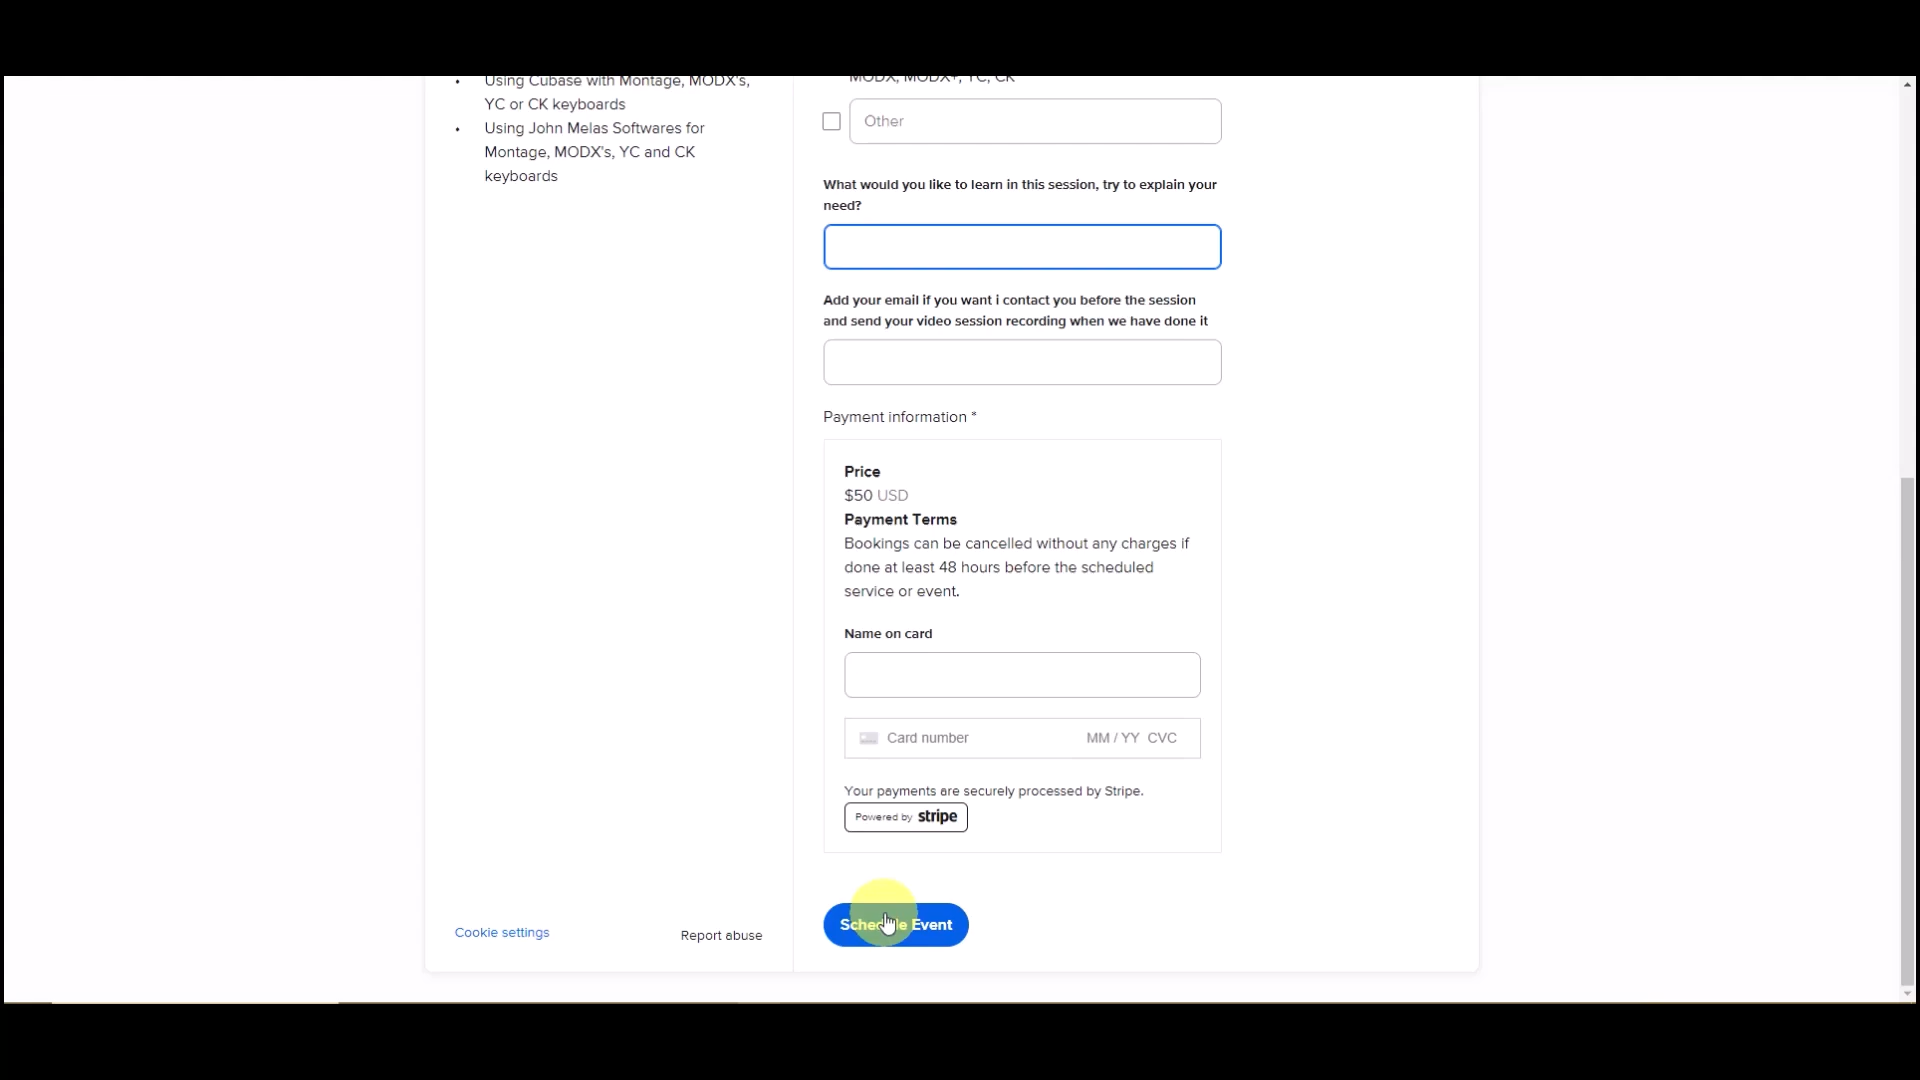 Using Cubase with Montage, MODX's,
YC or CK keyboards
Using John Melas Softwares for
Montage, MODX's, YC and CK
keyboards
MODX, MODX+, YC, CK
Other
What would you like to learn in this session, try to explain your
need?
Add your email if you want i contact you before the session
and send your video session recording when we have done it
Payment information *
Price
$50 USD
Payment Terms
Bookings can be cancelled without any charges if
done at least 48 hours before the scheduled
service or event.
Name on card
Card number MM / YY CVC
Your payments are securely processed by Stripe.
Powered by stripe
Schedule Event
Cookie settings
Report abuse